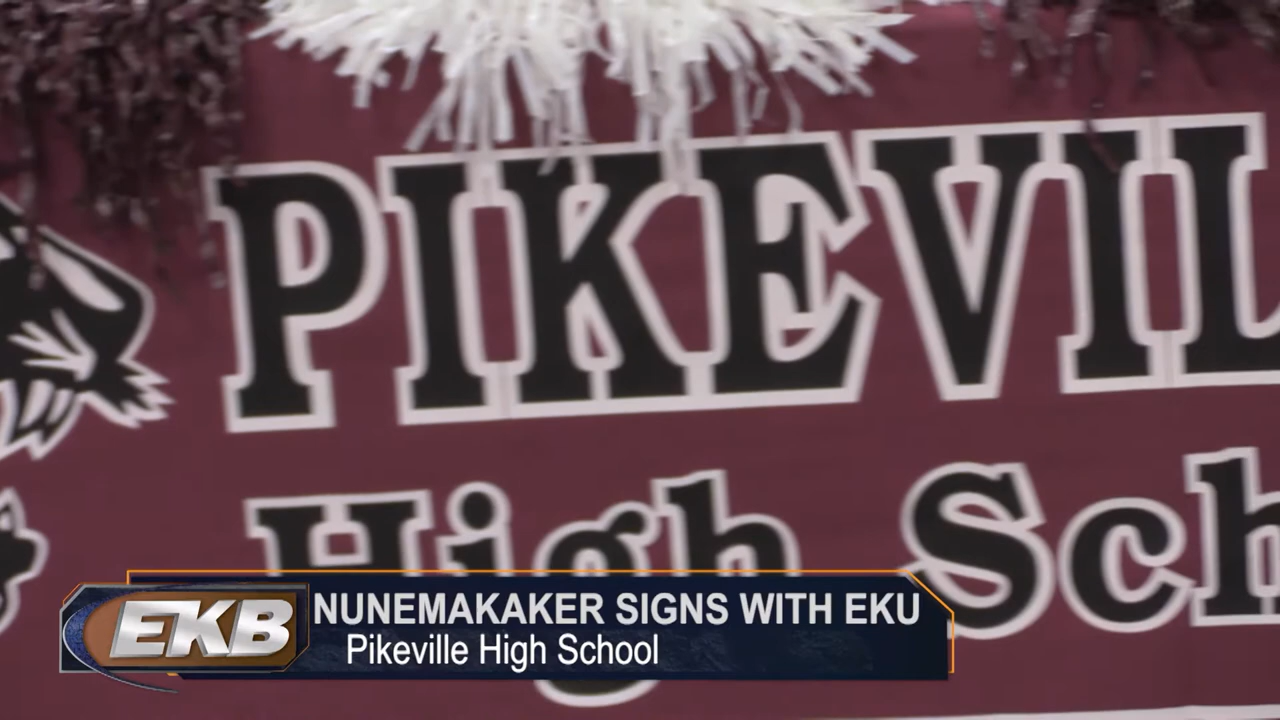 PIKEVIL
High Sch
EKB
NUNEMAKAKER SIGNS WITH EKU
Pikeville High School